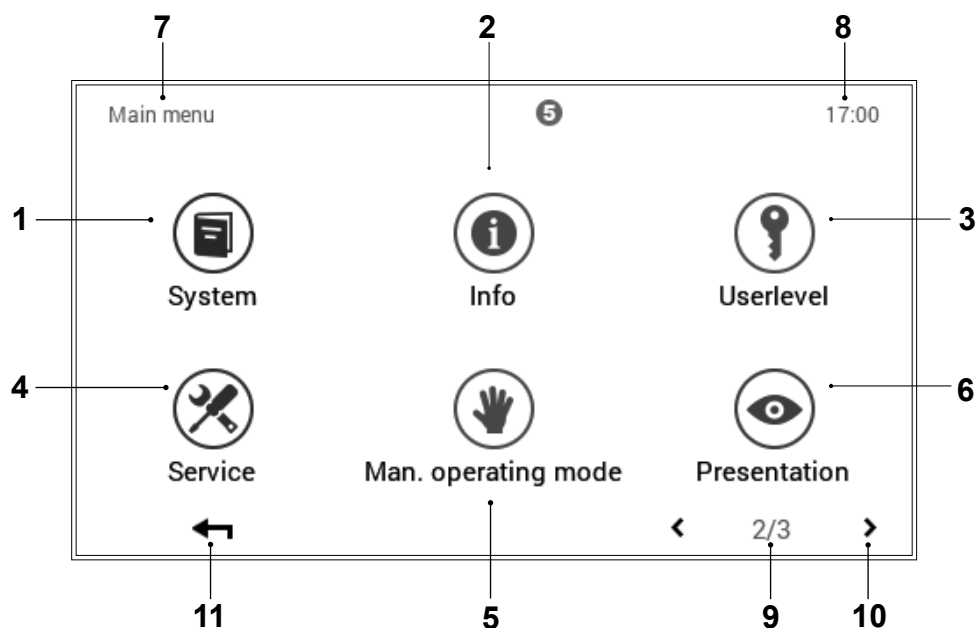 7 2 8
Main menu 5 17:00
1 3
System Info Userlevel
4 6
Service Man. operating mode Presentation
2/3
11 5 9 10